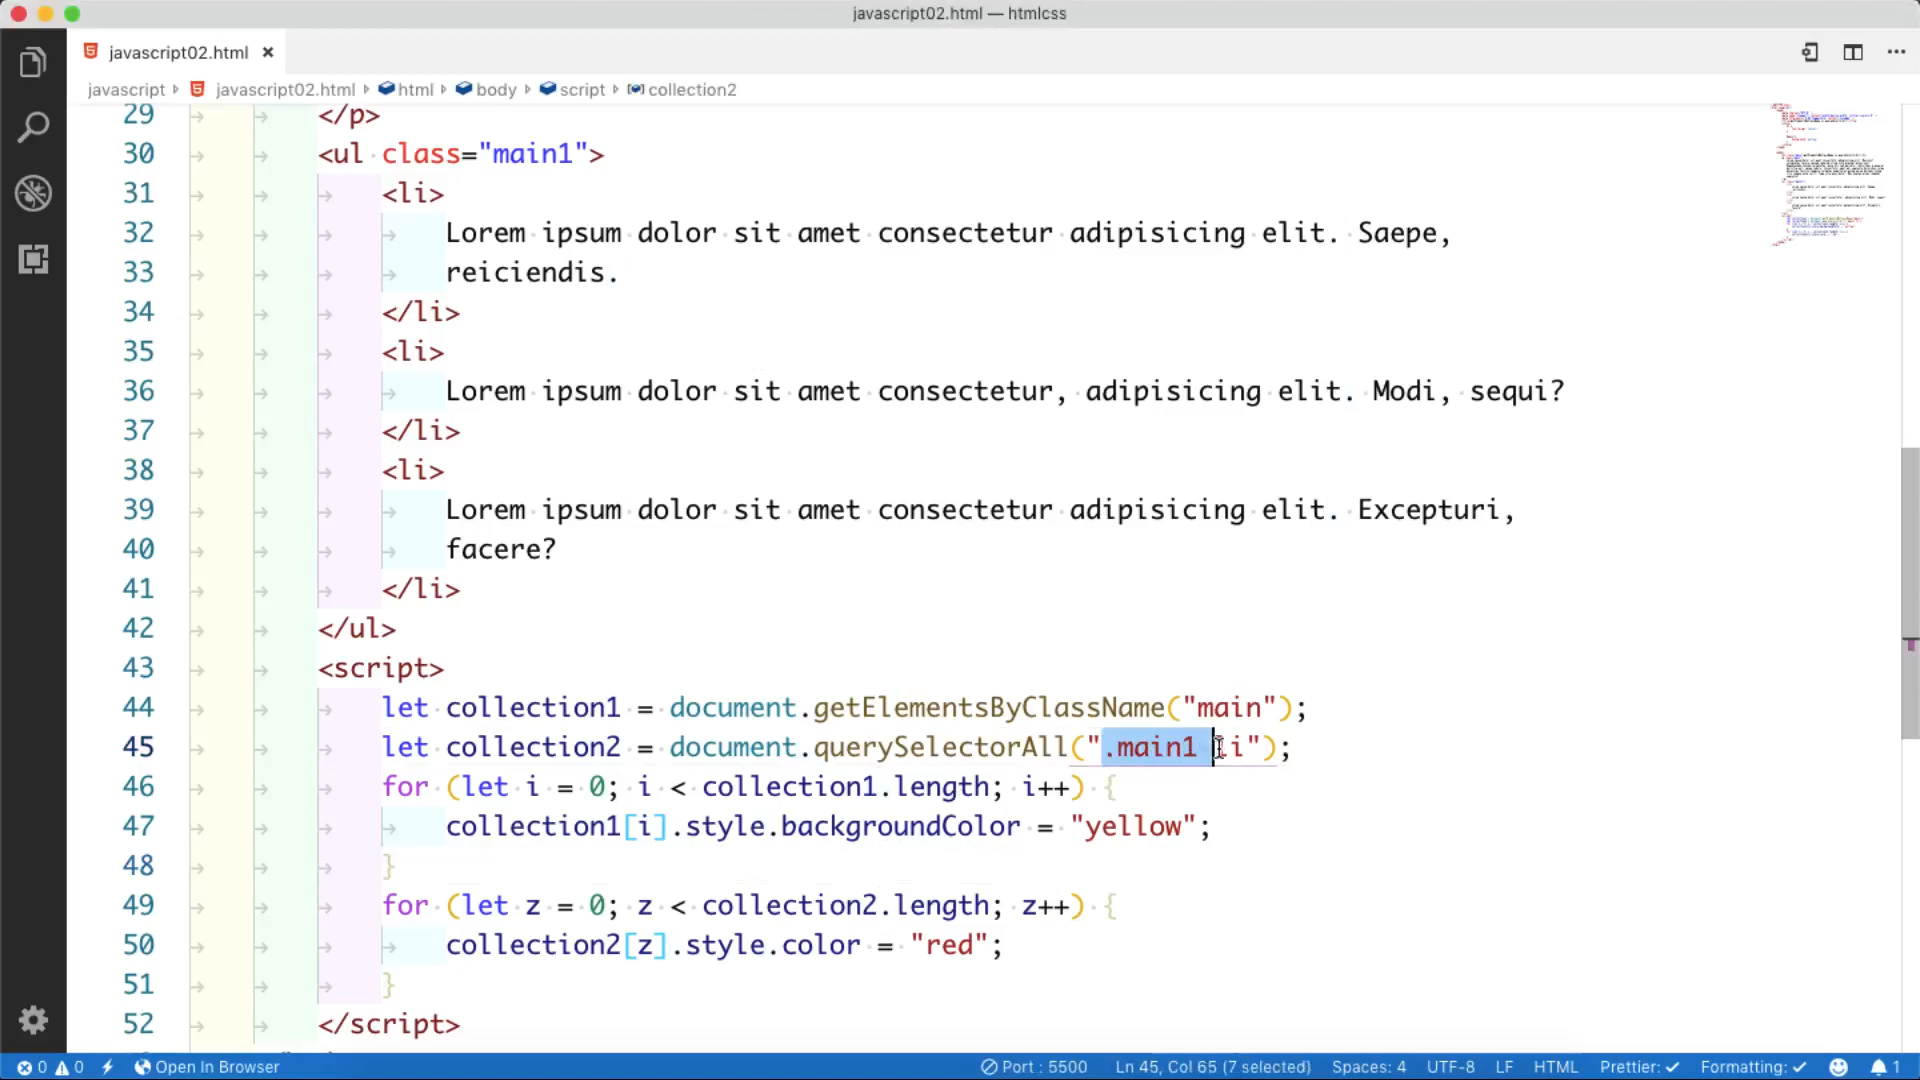 javascript02.html — htmlcss
javascript02.html
javascript javascript02.html html body script collection2
29 </p>
30 <ul class="main1">
31 <li>
32 Lorem ipsum dolor sit amet consectetur adipisicing elit. Saepe,
33 reiciendis.
34 </li>
35 <li>
36 Lorem ipsum dolor sit amet consectetur, adipisicing elit. Modi, sequi?
37 </li>
38 <li>
39 Lorem ipsum dolor sit amet consectetur adipisicing elit. Excepturi,
40 facere?
41 </li>
42 </ul>
43 <script>
44 let collection1 = document.getElementsByClassName("main");
45 let collection2 = document.querySelectorAll(".main1 li");
46 for (let i = 0; i < collection1.length; i++) {
47 collection1[i].style.backgroundColor = "yellow";
48 }
49 for (let z = 0; z < collection2.length; z++) {
50 collection2[z].style.color = "red";
51 }
52 </script>
0 0 Open In Browser Port : 5500 Ln 45, Col 65 (7 selected) Spaces: 4 UTF-8 LF HTML Prettier: ✓ Formatting: ✓ 1